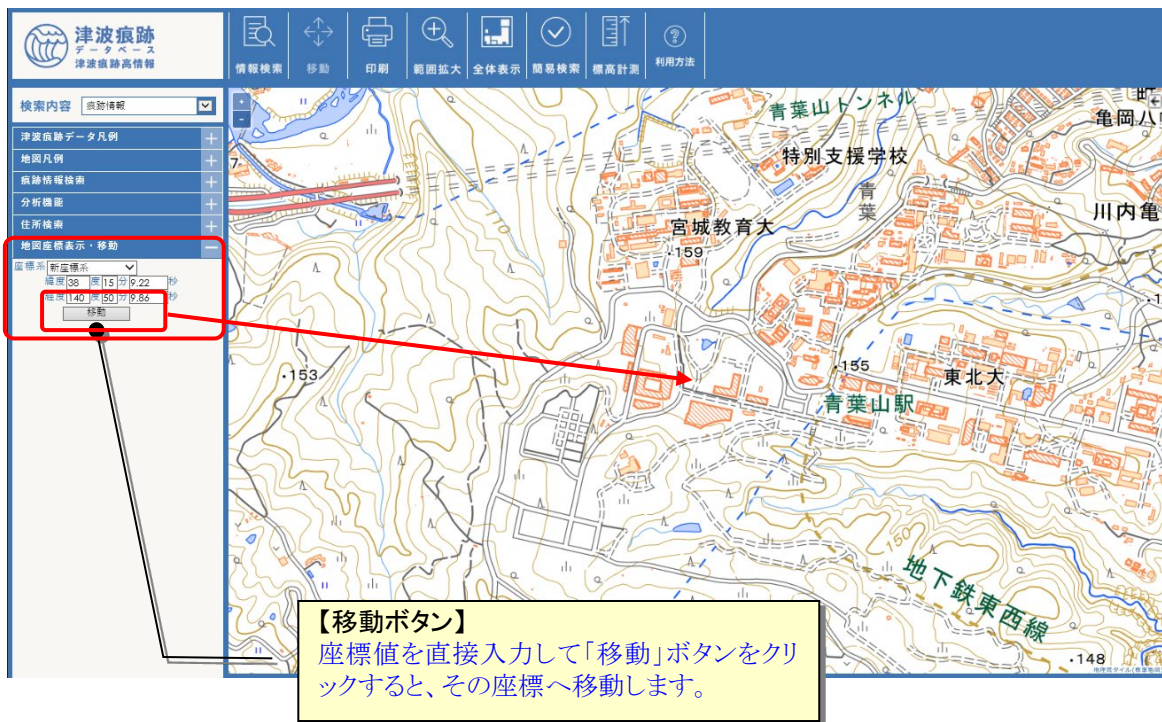 津波痕跡
データベース
津波痕跡高情報
情報検索
移動
印刷
範囲拡大
全体表示
簡易検索
標高計測
利用方法
検索内容 痕跡情報
津波痕跡データ凡例
地図凡例
痕跡情報検索
分析機能
住所検索
地図座標表示・移動
座標系 新座標系
緯度 38 度 15 分 9.22 秒
経度 140 度 50 分 9.86 秒
移動
青葉山トンネル
亀岡八
特別支援学校
青葉
川内亀
宮城教育大
・159
・153
・155
東北大
青葉山駅
150
地下鉄東西線
・148
【移動ボタン】
座標値を直接入力して「移動」ボタンをクリ
ックすると、その座標へ移動します。